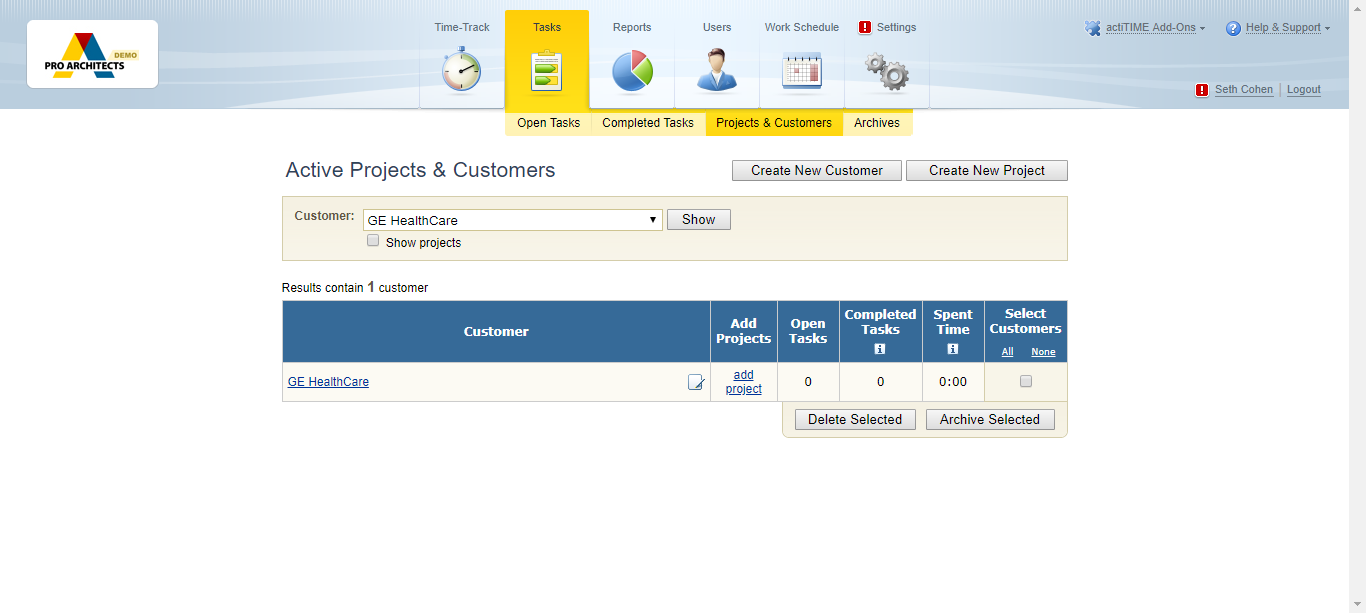 Time-Track Tasks Reports Users Work Schedule ! Settings
actiTIME Add-Ons ? Help & Support
PRO ARCHITECTS DEMO
! Seth Cohen Logout
Open Tasks Completed Tasks Projects & Customers Archives
Active Projects & Customers
Create New Customer Create New Project
Customer: GE HealthCare Show
Show projects
Results contain 1 customer
Customer
Add Projects
Open Tasks
Completed Tasks i
Spent Time i
Select Customers
All None
GE HealthCare add project 0 0 0:00
Delete Selected Archive Selected